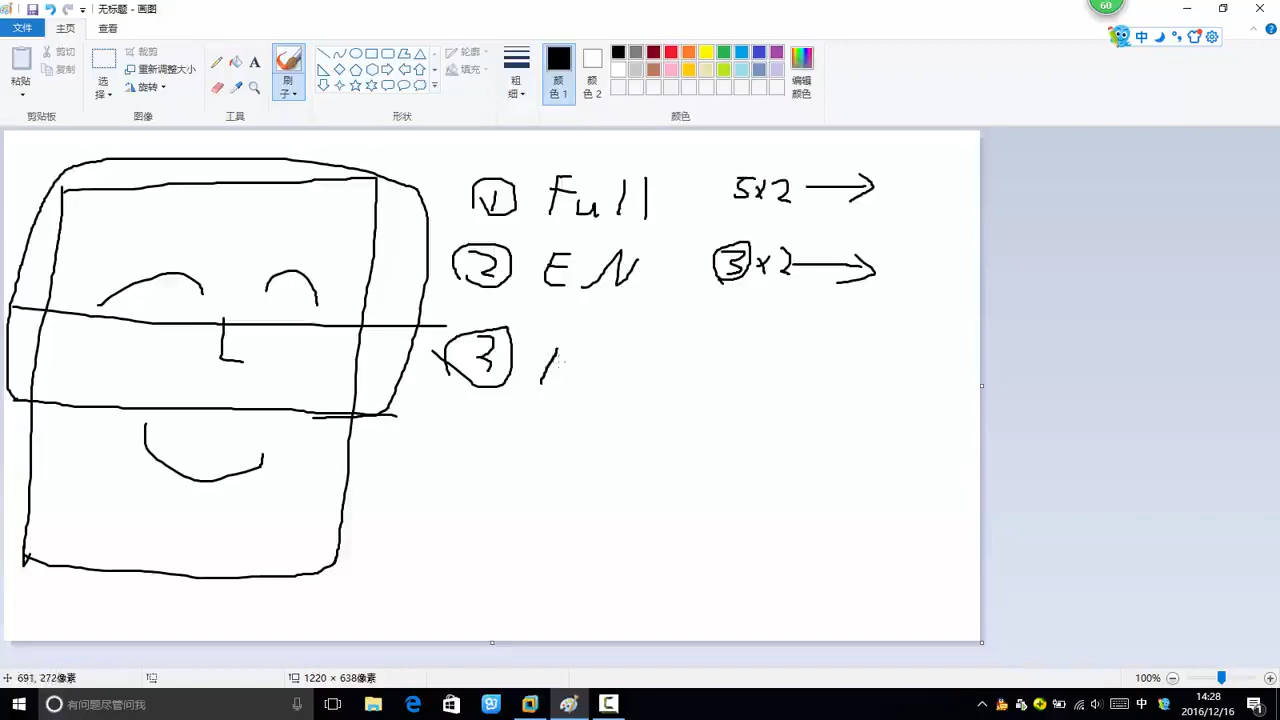 无标题 - 画图
60
文件 主页 查看
中
剪切
复制
粘贴
剪贴板
裁剪
重新调整大小
旋转
选择
图像
A
工具
刷子
轮廓
填充
形状
粗细
颜色 1
颜色 2
编辑颜色
颜色
① Full 5x2
② EN ③x2
③
691, 272像素
1220 × 638像素
100%
有问题尽管问我
中
14:28
2016/12/16